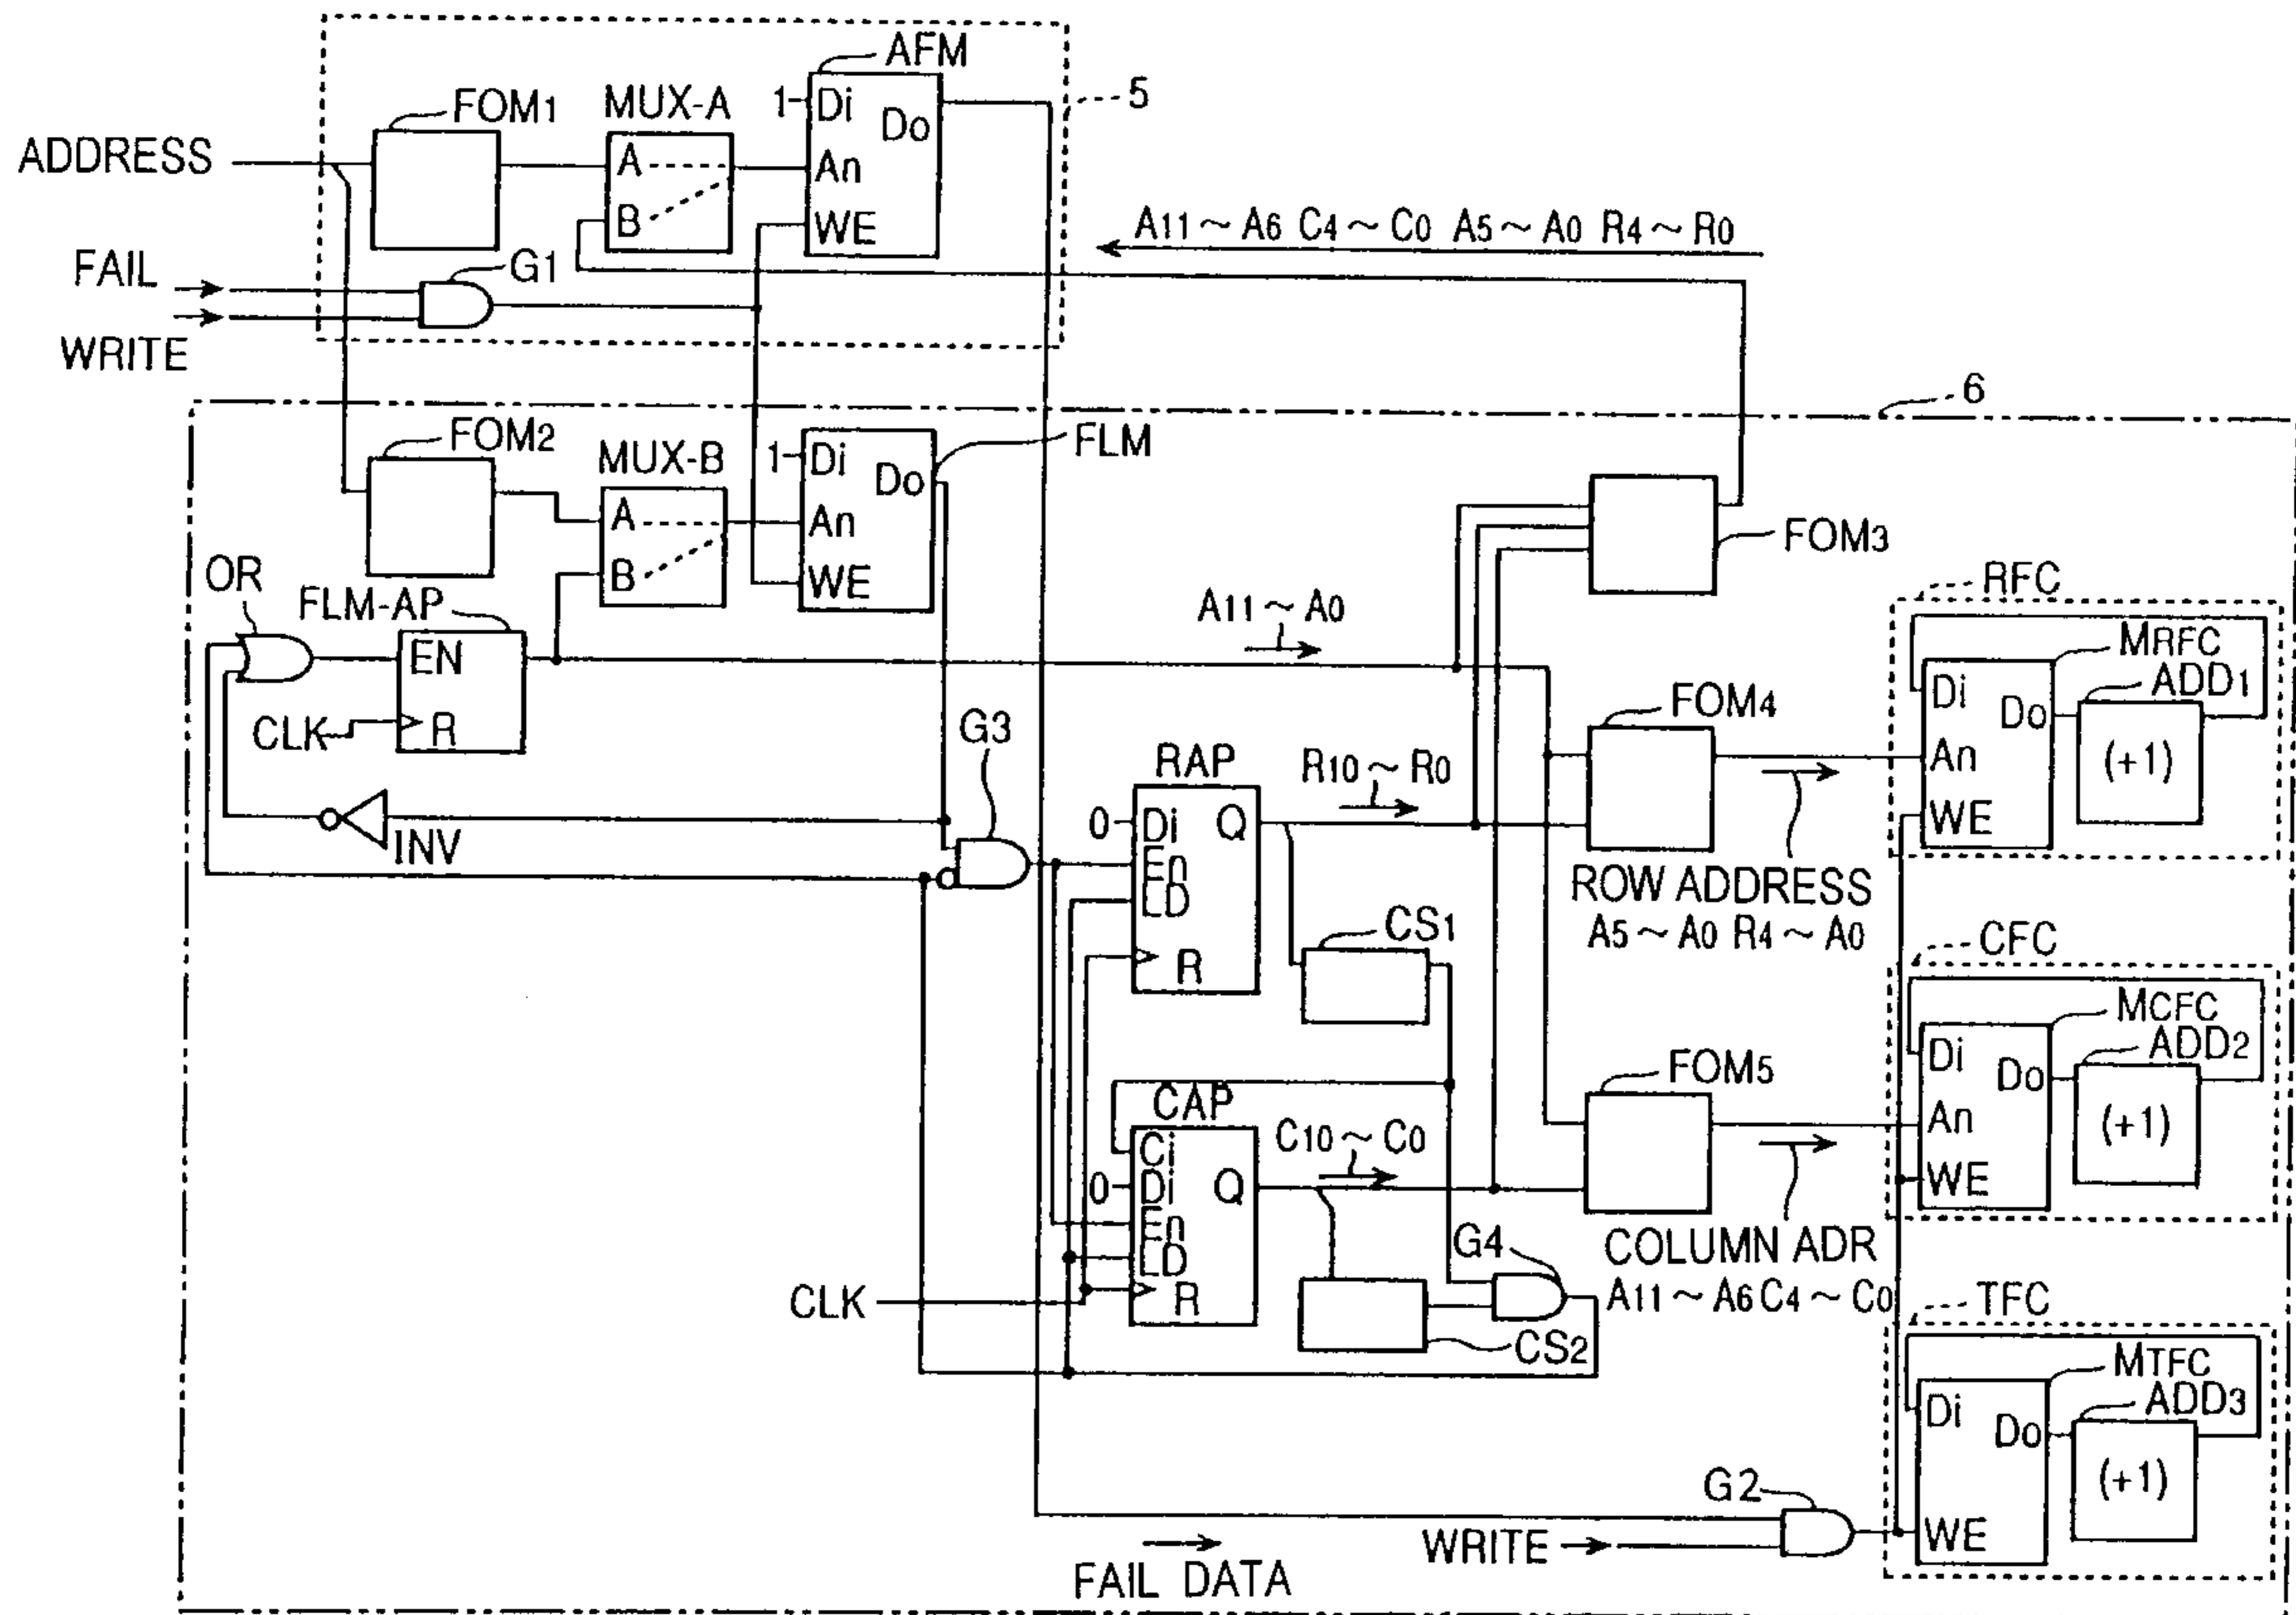 AFM
5
FOM1
MUX-A
1
Di
Do
ADDRESS
A
An
B
WE
A11～A6 C4～C0 A5～A0 R4～R0
FAIL
G1
WRITE
6
FOM2
MUX-B
1
Di
Do
FLM
A
An
B
WE
FOM3
OR
FLM-AP
EN
CLK
R
A11～A0
RFC
MRFC
ADD1
Di
Do
An
(+1)
WE
FOM4
G3
INV
RAP
R10～R0
0
Di
Q
En
LD
R
ROW ADDRESS
A5～A0 R4～A0
CS1
CFC
MCFC
ADD2
Di
Do
An
(+1)
WE
FOM5
CAP
C10～C0
Ci
0
Di
Q
En
LD
R
CLK
G4
CS2
COLUMN ADR
A11～A6 C4～C0
TFC
MTFC
ADD3
Di
Do
(+1)
WE
G2
WRITE
FAIL DATA